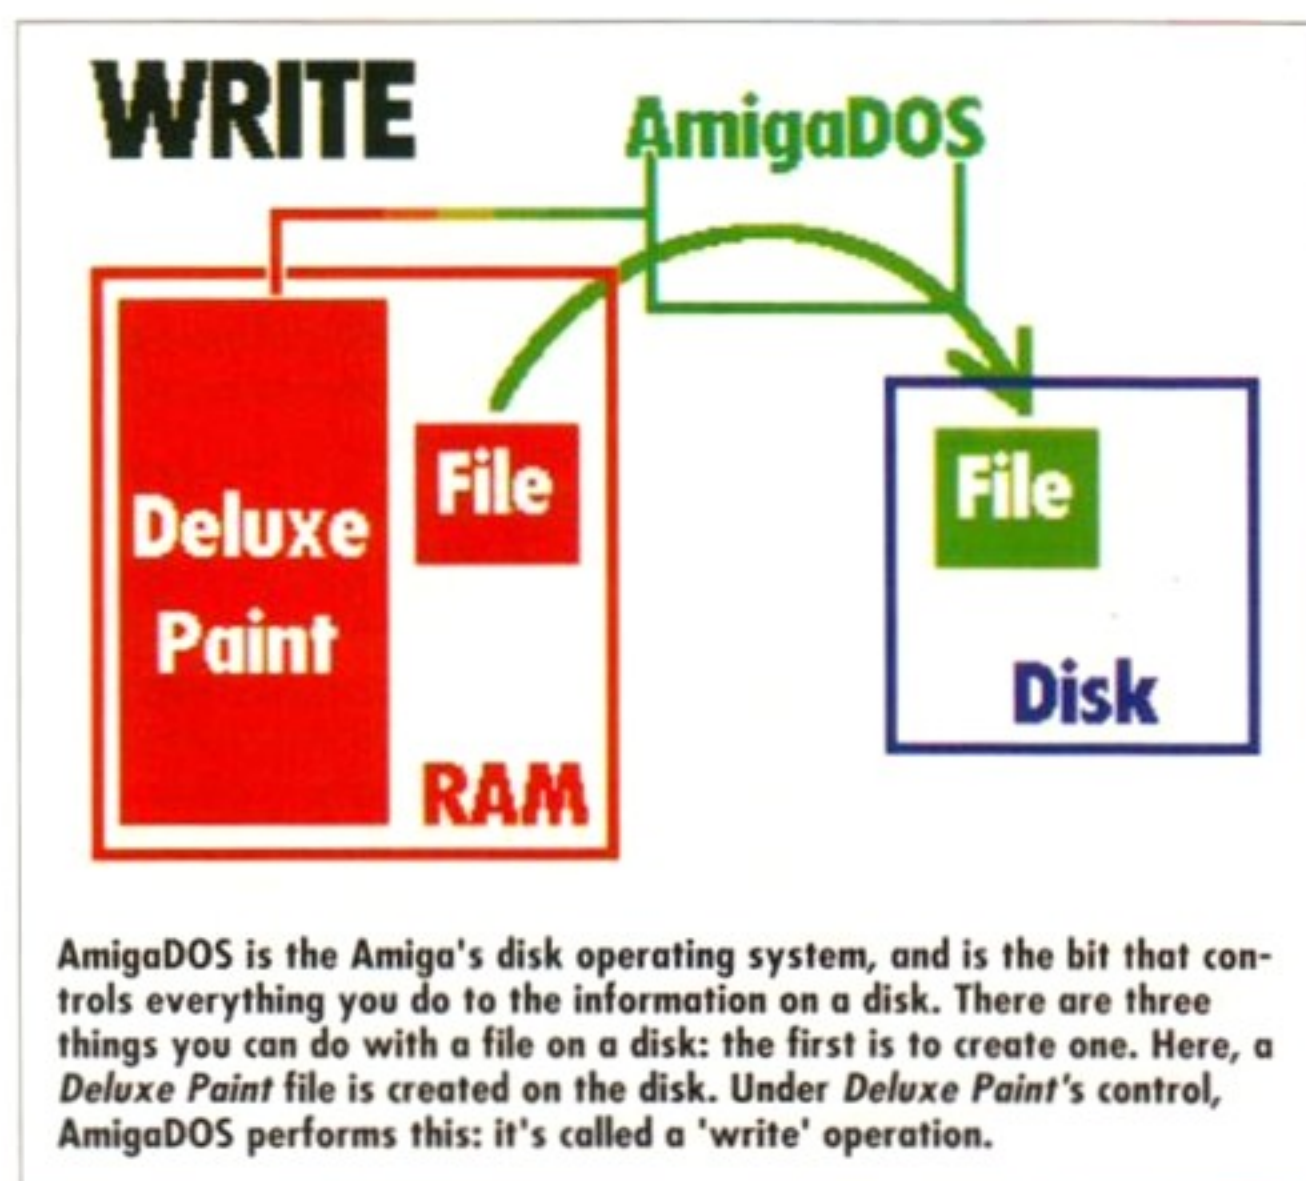 WRITE
AmigaDOS
Deluxe
Paint
File
RAM
File
Disk
AmigaDOS is the Amiga's disk operating system, and is the bit that con-
trols everything you do to the information on a disk. There are three
things you can do with a file on a disk: the first is to create one. Here, a
Deluxe Paint file is created on the disk. Under Deluxe Paint's control,
AmigaDOS performs this: it's called a 'write' operation.